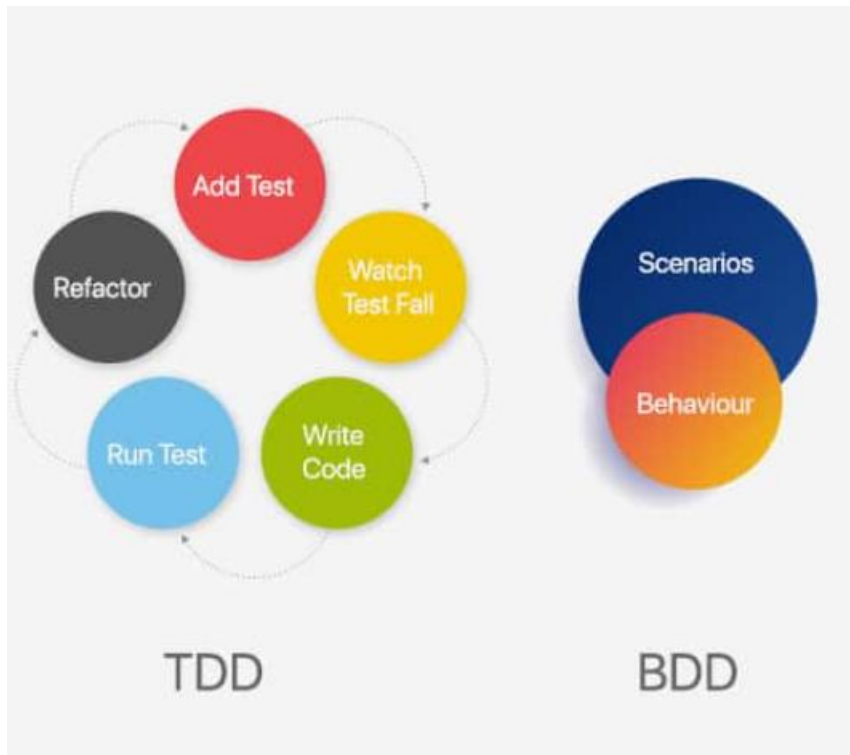 Add Test
Watch
Test Fall
Write
Code
Run Test
Refactor
TDD
Scenarios
Behaviour
BDD